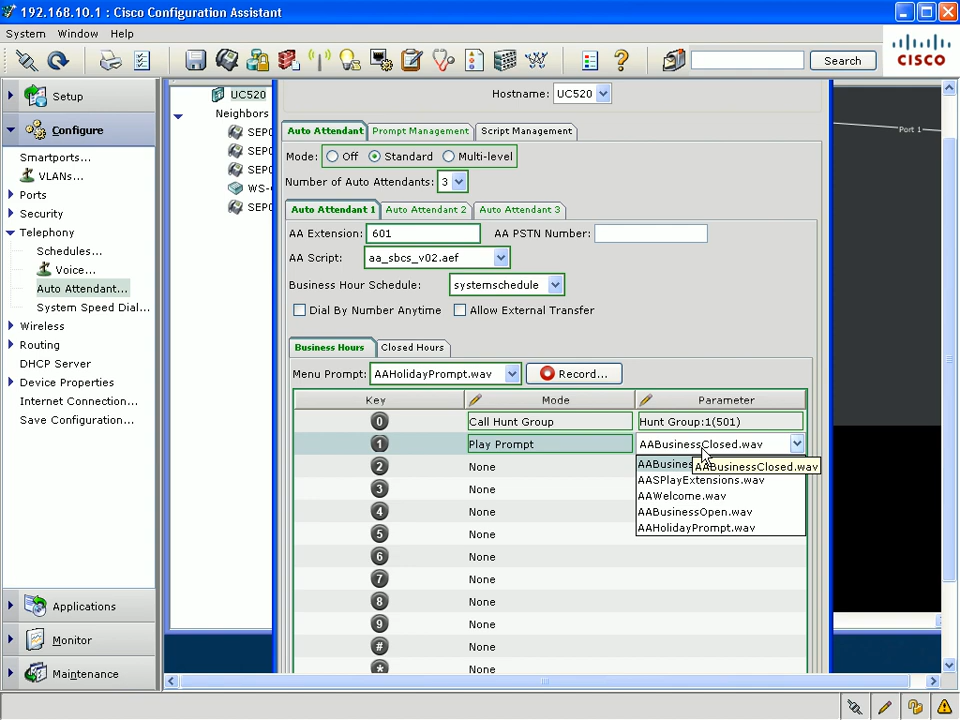 192.168.10.1 : - Cisco Configuration Assistant
System Window Help
Search
CISCO
Setup
Configure
Smartports...
VLANs...
Ports
Security
Telephony
Schedules...
Voice...
Auto Attendant...
System Speed Dial...
Wireless
Routing
DHCP Server
Device Properties
Internet Connection...
Save Configuration...
Applications
Monitor
Maintenance
UC520
Neighbors
SEP0
SEP0
SEP0
WS-
SEP0
Port 1
Hostname: UC520
Auto Attendant Prompt Management Script Management
Mode: Off Standard Multi-level
Number of Auto Attendants: 3
Auto Attendant 1 Auto Attendant 2 Auto Attendant 3
AA Extension: 601 AA PSTN Number:
AA Script: aa_sbcs_v02.aef
Business Hour Schedule: systemschedule
Dial By Number Anytime Allow External Transfer
Business Hours Closed Hours
Menu Prompt: AAHolidayPrompt.wav Record...
Key Mode Parameter
0 Call Hunt Group Hunt Group:1(501)
1 Play Prompt AABusinessClosed.wav
AABusines
AABusinessClosed.wav
AASPlayExtensions.wav
AAWelcome.wav
AABusinessOpen.wav
AAHolidayPrompt.wav
2 None
3 None
4 None
5 None
6 None
7 None
8 None
9 None
# None
* None